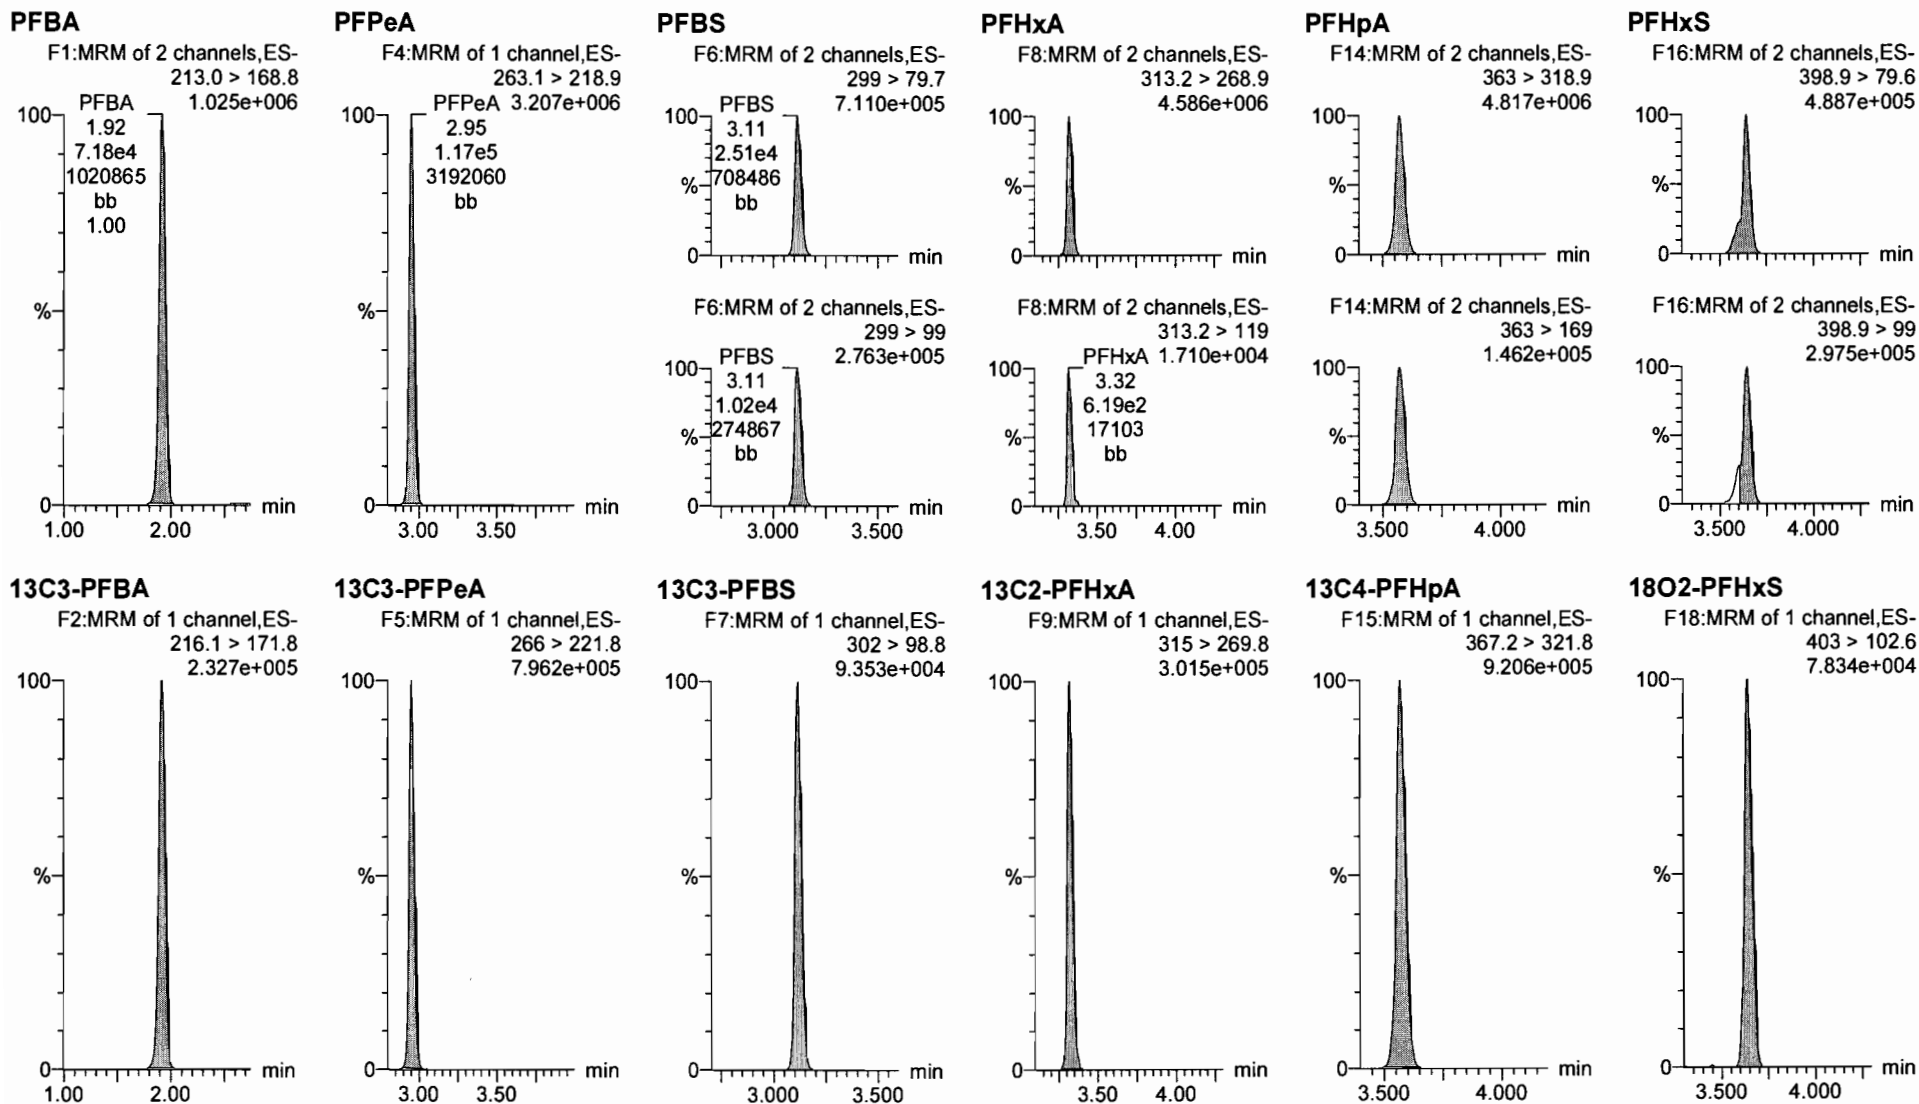 PFBA
F1:MRM of 2 channels,ES-
213.0 > 168.8
1.025e+006
PFBA
1.92
7.18e4
1020865
bb
1.00
100
%
0
min
1.00 2.00
PFPeA
F4:MRM of 1 channel,ES-
263.1 > 218.9
3.207e+006
PFPeA
2.95
1.17e5
3192060
bb
100
%
0
min
3.00 3.50
PFBS
F6:MRM of 2 channels,ES-
299 > 79.7
7.110e+005
PFBS
3.11
2.51e4
708486
bb
100
%
0
min
F6:MRM of 2 channels,ES-
299 > 99
2.763e+005
PFBS
3.11
1.02e4
274867
bb
100
%
0
min
3.000 3.500
PFHxA
F8:MRM of 2 channels,ES-
313.2 > 268.9
4.586e+006
100
%
0
min
F8:MRM of 2 channels,ES-
313.2 > 119
1.710e+004
PFHxA
3.32
6.19e2
17103
bb
100
%
0
min
3.50 4.00
PFHpA
F14:MRM of 2 channels,ES-
363 > 318.9
4.817e+006
100
%
0
min
F14:MRM of 2 channels,ES-
363 > 169
1.462e+005
100
%
0
min
3.500 4.000
PFHxS
F16:MRM of 2 channels,ES-
398.9 > 79.6
4.887e+005
100
%
0
min
F16:MRM of 2 channels,ES-
398.9 > 99
2.975e+005
100
%
0
min
3.500 4.000
13C3-PFBA
F2:MRM of 1 channel,ES-
216.1 > 171.8
2.327e+005
100
%
0
min
1.00 2.00
13C3-PFPeA
F5:MRM of 1 channel,ES-
266 > 221.8
7.962e+005
100
%
0
min
3.00 3.50
13C3-PFBS
F7:MRM of 1 channel,ES-
302 > 98.8
9.353e+004
100
%
0
min
3.000 3.500
13C2-PFHxA
F9:MRM of 1 channel,ES-
315 > 269.8
3.015e+005
100
%
0
min
3.50 4.00
13C4-PFHpA
F15:MRM of 1 channel,ES-
367.2 > 321.8
9.206e+005
100
%
0
min
3.500 4.000
18O2-PFHxS
F18:MRM of 1 channel,ES-
403 > 102.6
7.834e+004
100
%
0
min
3.500 4.000